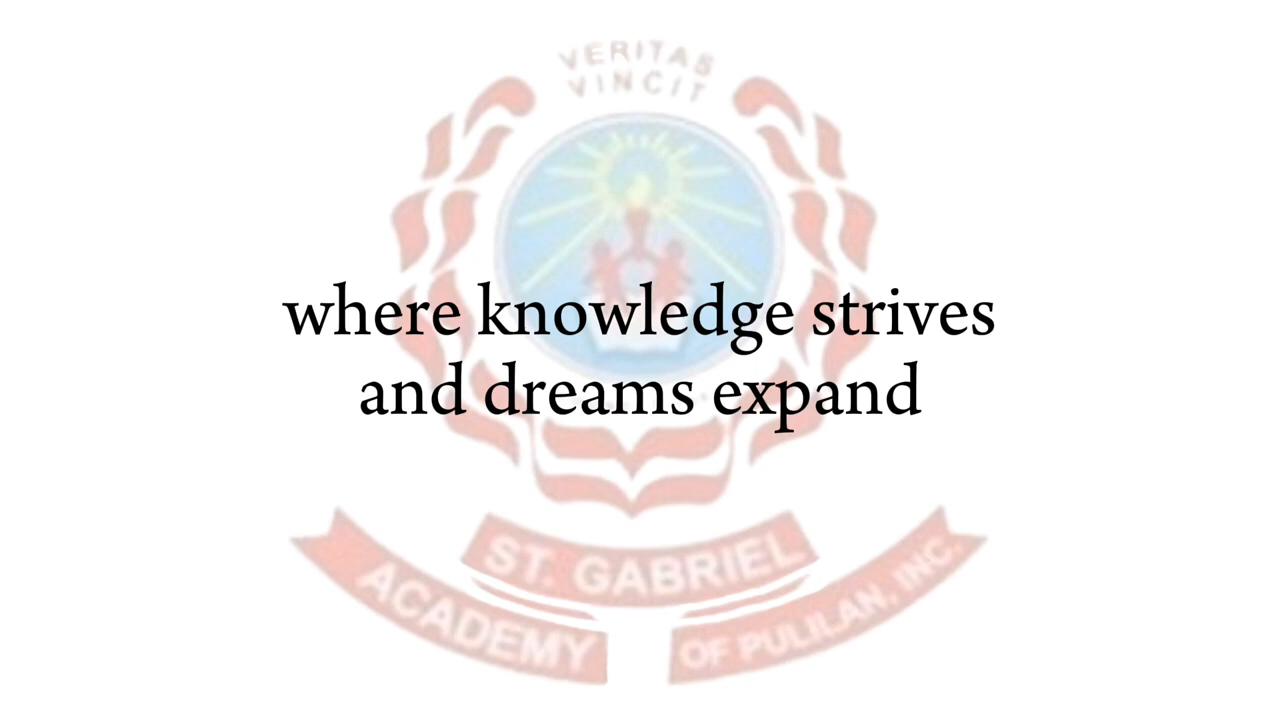 VERITAS
VINCIT
where knowledge strives
and dreams expand
ST. GABRIEL
ACADEMY
OF PULILAN, INC.